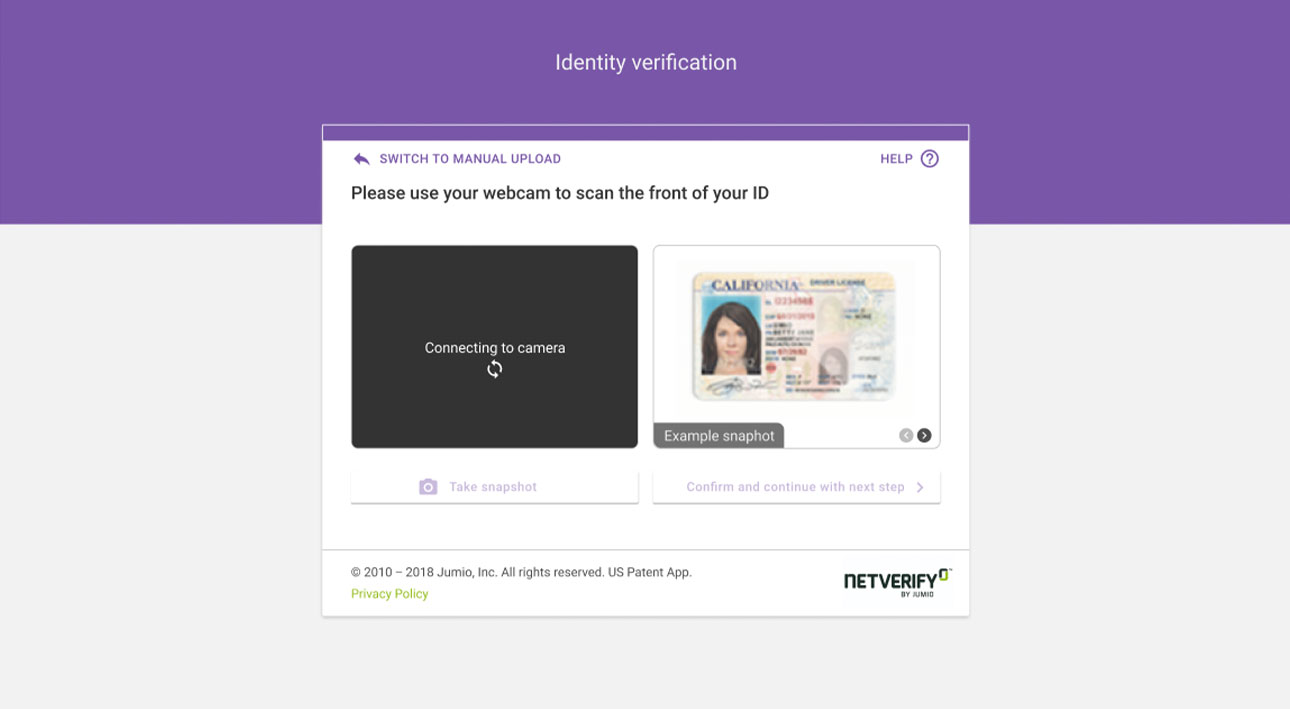 Identity verification
SWITCH TO MANUAL UPLOAD
HELP ?
Please use your webcam to scan the front of your ID
Connecting to camera
CALIFORNIA DRIVER LICENSE
Example snaphot
Take snapshot
Confirm and continue with next step
© 2010 – 2018 Jumio, Inc. All rights reserved. US Patent App.
Privacy Policy
NETVERIFY™
BY JUMIO